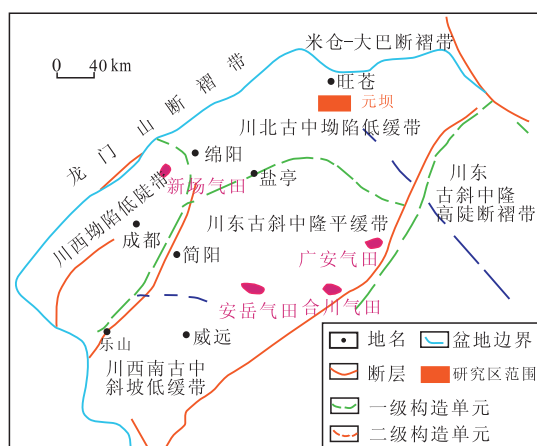 米仓-大巴断褶带
0 40 km
龙门山断褶带
旺苍
元坝
川北古中坳陷低缓带
绵阳
新场气田
盐亭
川东
古斜中隆
高陡断褶带
川西坳陷低陡带
成都
川东古斜中隆平缓带
简阳
广安气田
安岳气田
合川气田
乐山
威远
川西南古中
斜坡低缓带
地名
盆地边界
断层
研究区范围
一级构造单元
二级构造单元